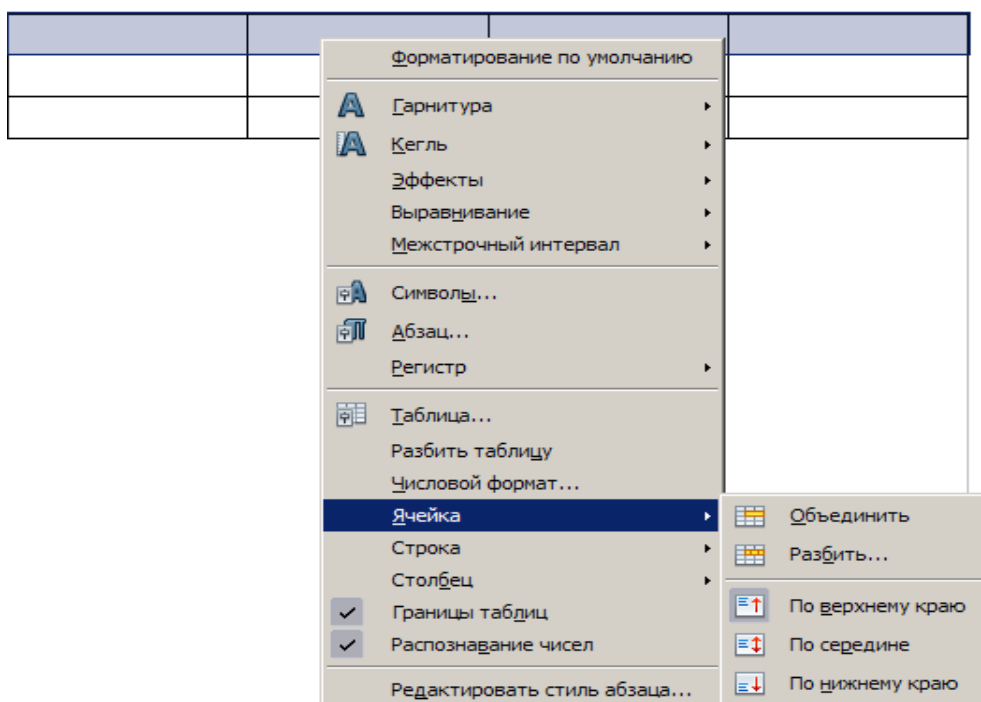 Форматирование по умолчанию
Гарнитура
Кегль
Эффекты
Выравнивание
Межстрочный интервал
Символы...
Абзац...
Регистр
Таблица...
Разбить таблицу
Числовой формат...
Ячейка
Строка
Столбец
Границы таблиц
Распознавание чисел
Редактировать стиль абзаца...
Объединить
Разбить...
По верхнему краю
По середине
По нижнему краю